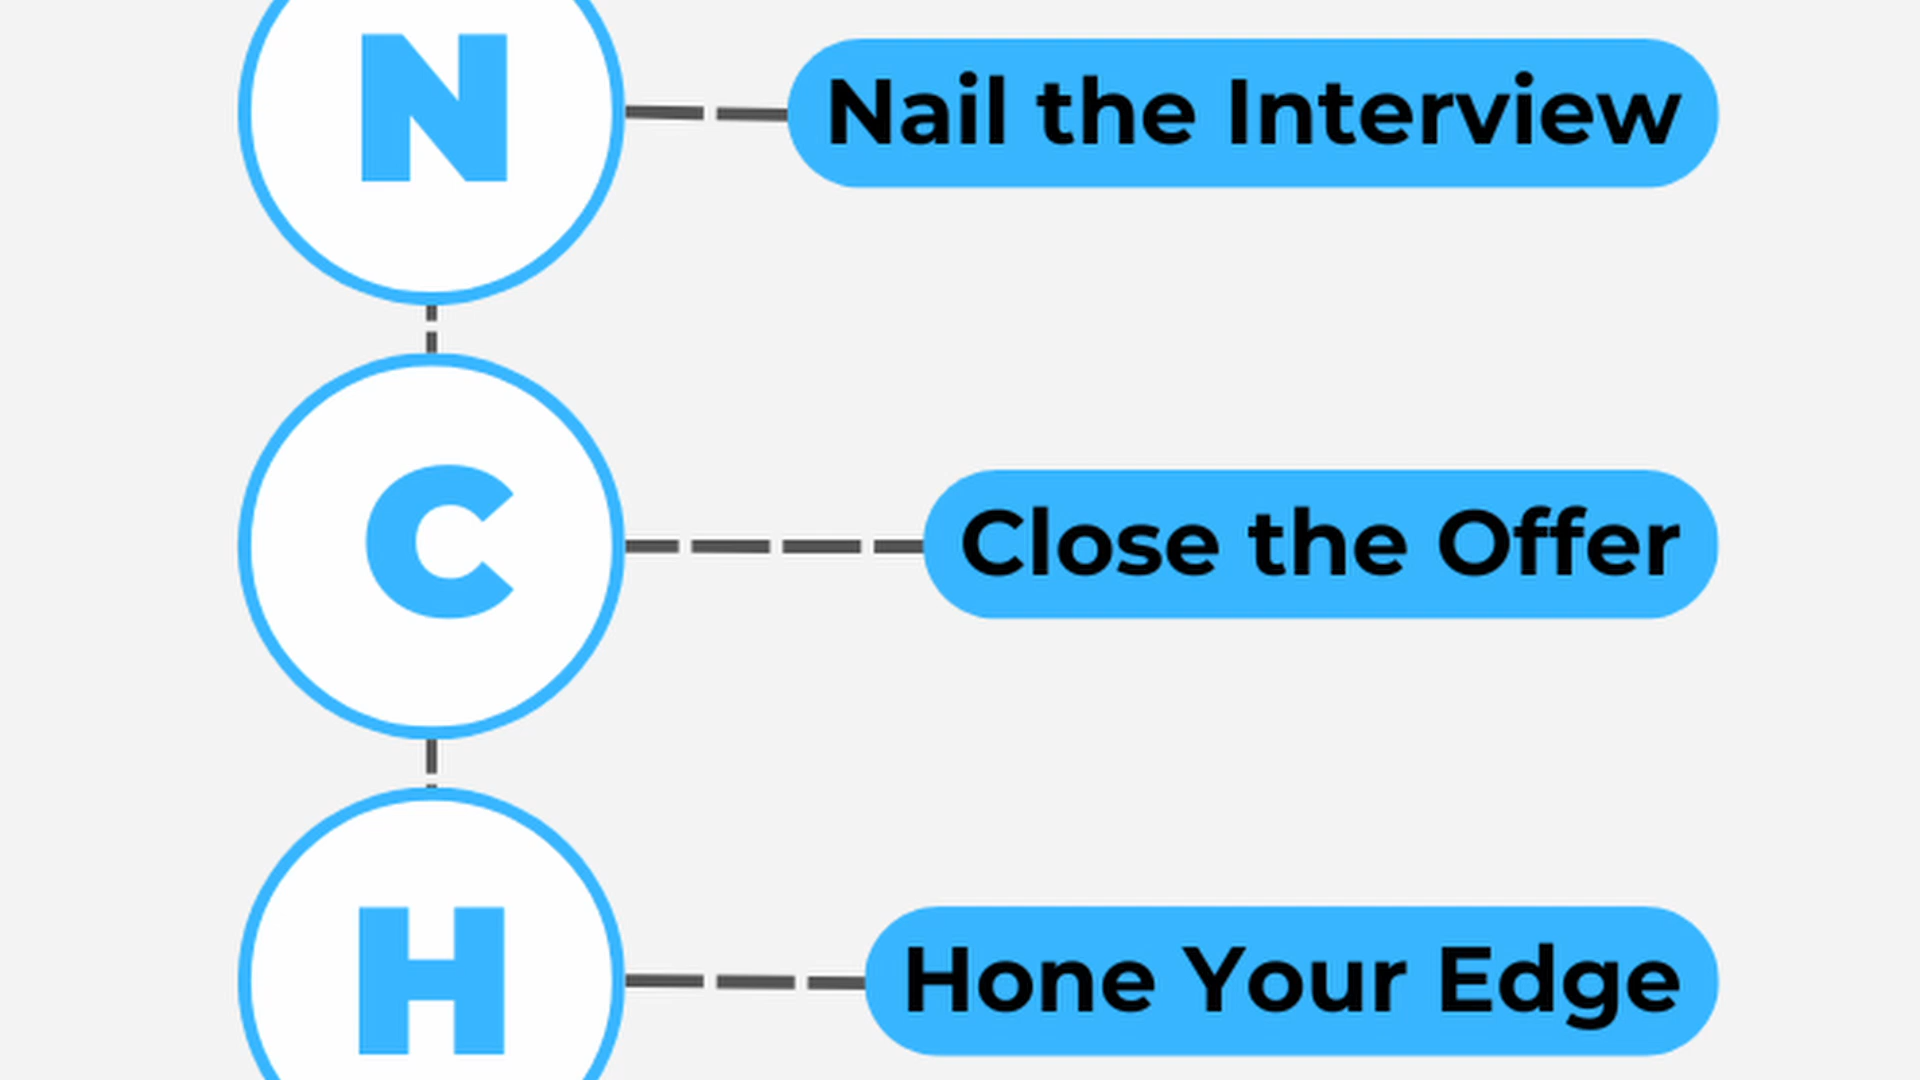 N
Nail the Interview
C
Close the Offer
H
Hone Your Edge